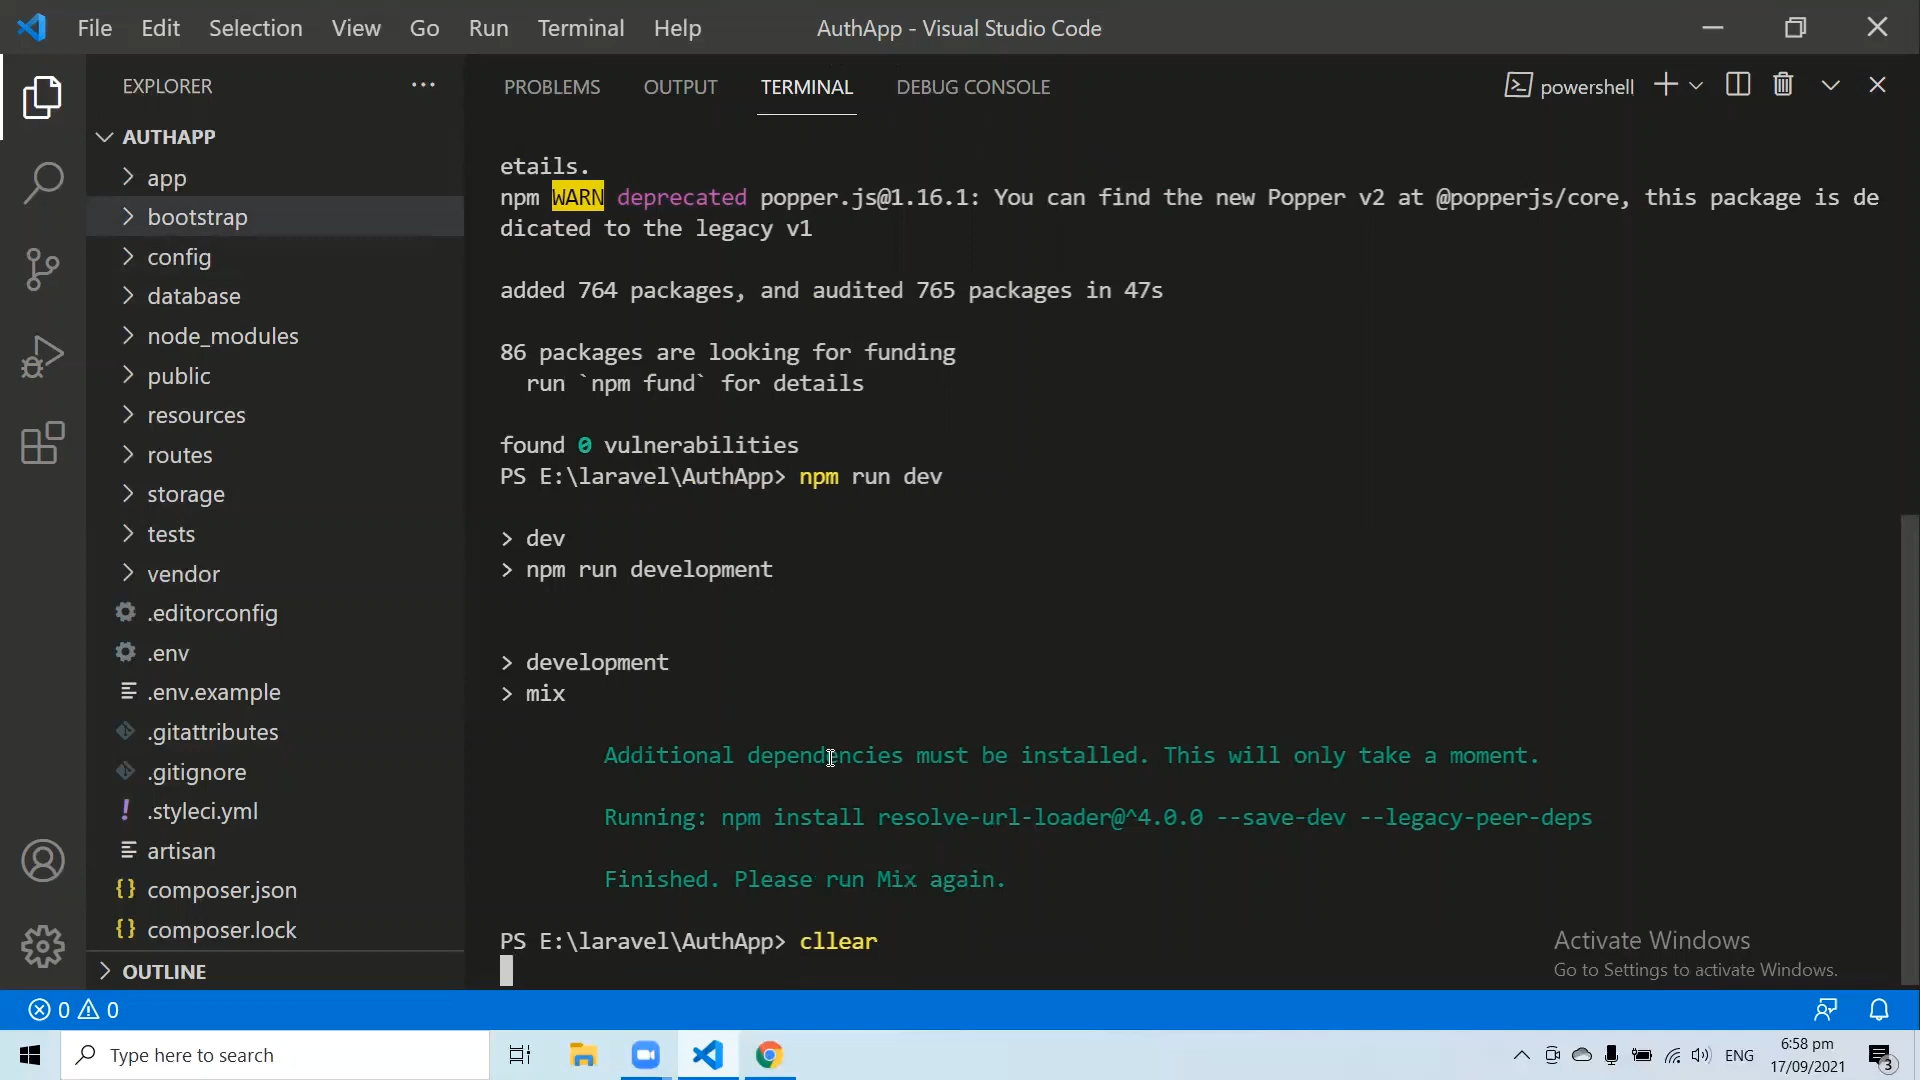 File Edit Selection View Go Run Terminal Help AuthApp - Visual Studio Code
EXPLORER
PROBLEMS OUTPUT TERMINAL DEBUG CONSOLE powershell
AUTHAPP
app
bootstrap
config
database
node_modules
public
resources
routes
storage
tests
vendor
.editorconfig
.env
.env.example
.gitattributes
.gitignore
.styleci.yml
artisan
composer.json
composer.lock
OUTLINE
etails.
npm WARN deprecated popper.js@1.16.1: You can find the new Popper v2 at @popperjs/core, this package is de
dicated to the legacy v1
added 764 packages, and audited 765 packages in 47s
86 packages are looking for funding
run `npm fund` for details
found 0 vulnerabilities
PS E:\laravel\AuthApp> npm run dev
> dev
> npm run development
> development
> mix
Additional dependencies must be installed. This will only take a moment.
Running: npm install resolve-url-loader@^4.0.0 --save-dev --legacy-peer-deps
Finished. Please run Mix again.
PS E:\laravel\AuthApp> cllear
Activate Windows
Go to Settings to activate Windows.
0 0
Type here to search
ENG
6:58 pm
17/09/2021
3